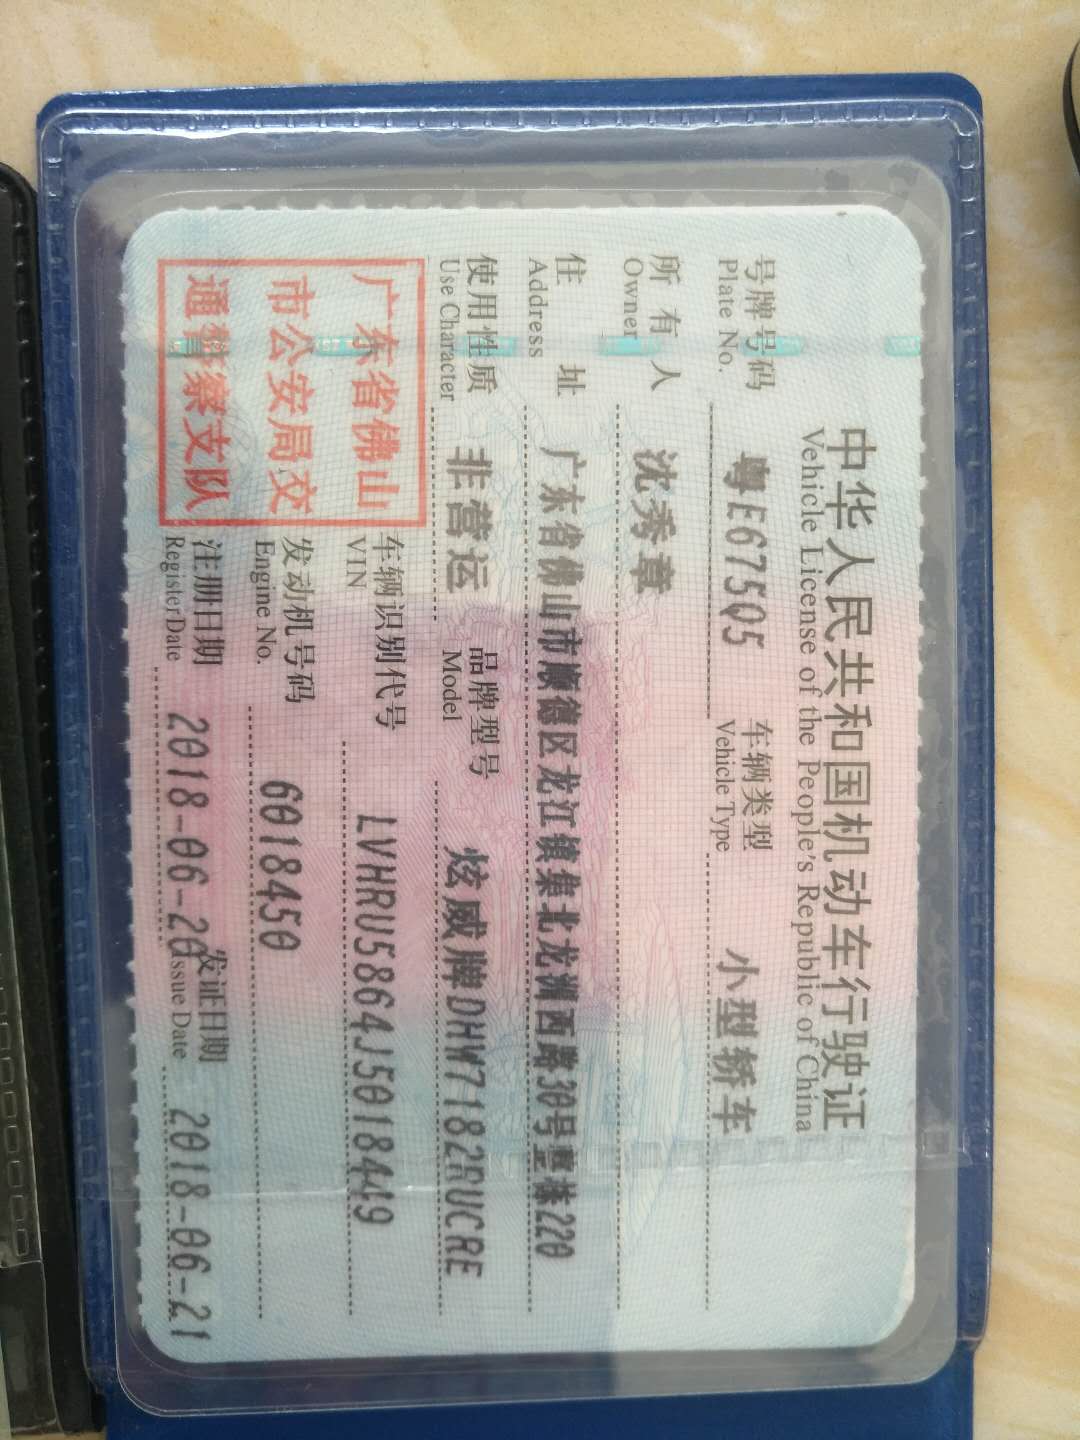 中华人民共和国机动车行驶证
Vehicle License of the People's Republic of China
号牌号码 粤E675Q5 车辆类型 小型轿车
Plate No. Vehicle Type
所有人 沈秀章
Owner
住址 广东省佛山市顺德区龙江镇集北龙洲西路30号整栋220
Address
使用性质 非营运 品牌型号 炫威牌DHW7182RUCRE
Use Character Model
广东省佛山
市公安局交
通警察支队
车辆识别代号 LVHRU5864J5018449
VIN
发动机号码 6018450
Engine No.
注册日期 2018-06-20 发证日期 2018-06-21
Register Date Issue Date